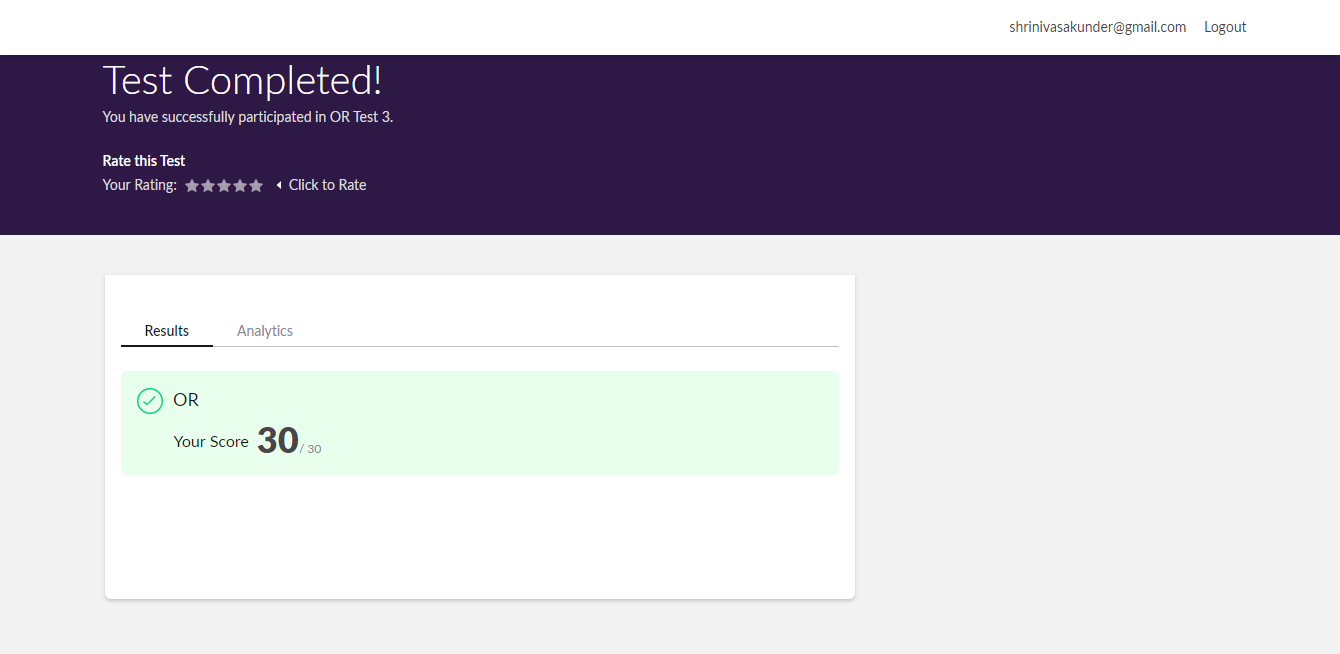 shrinivasakunder@gmail.com Logout
Test Completed!
You have successfully participated in OR Test 3.
Rate this Test
Your Rating: Click to Rate
Results Analytics
OR
Your Score 30 / 30